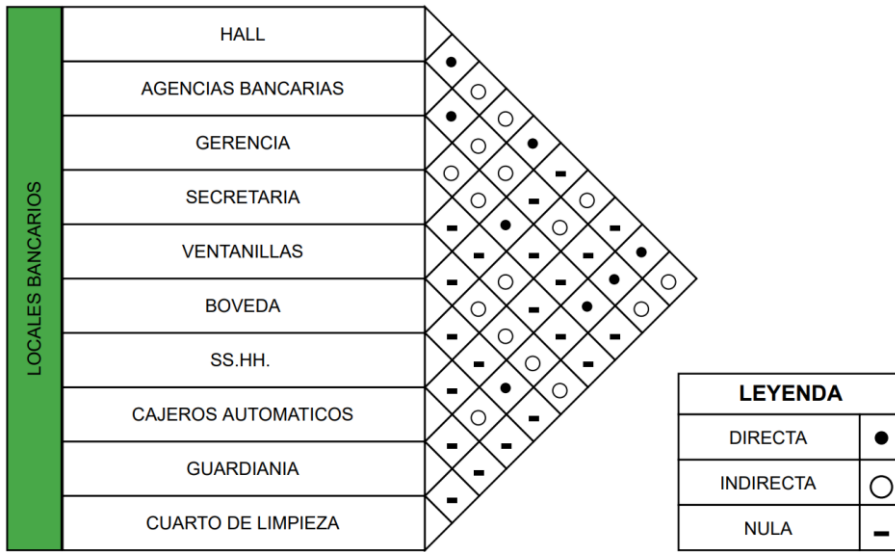 LOCALES BANCARIOS
HALL
AGENCIAS BANCARIAS
GERENCIA
SECRETARIA
VENTANILLAS
BOVEDA
SS.HH.
CAJEROS AUTOMATICOS
GUARDIANIA
CUARTO DE LIMPIEZA
LEYENDA
DIRECTA
INDIRECTA
NULA